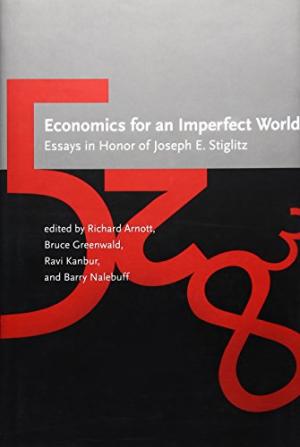 Economics for an Imperfect World
Essays in Honor of Joseph E. Stiglitz
edited by Richard Arnott,
Bruce Greenwald,
Ravi Kanbur,
and Barry Nalebuff